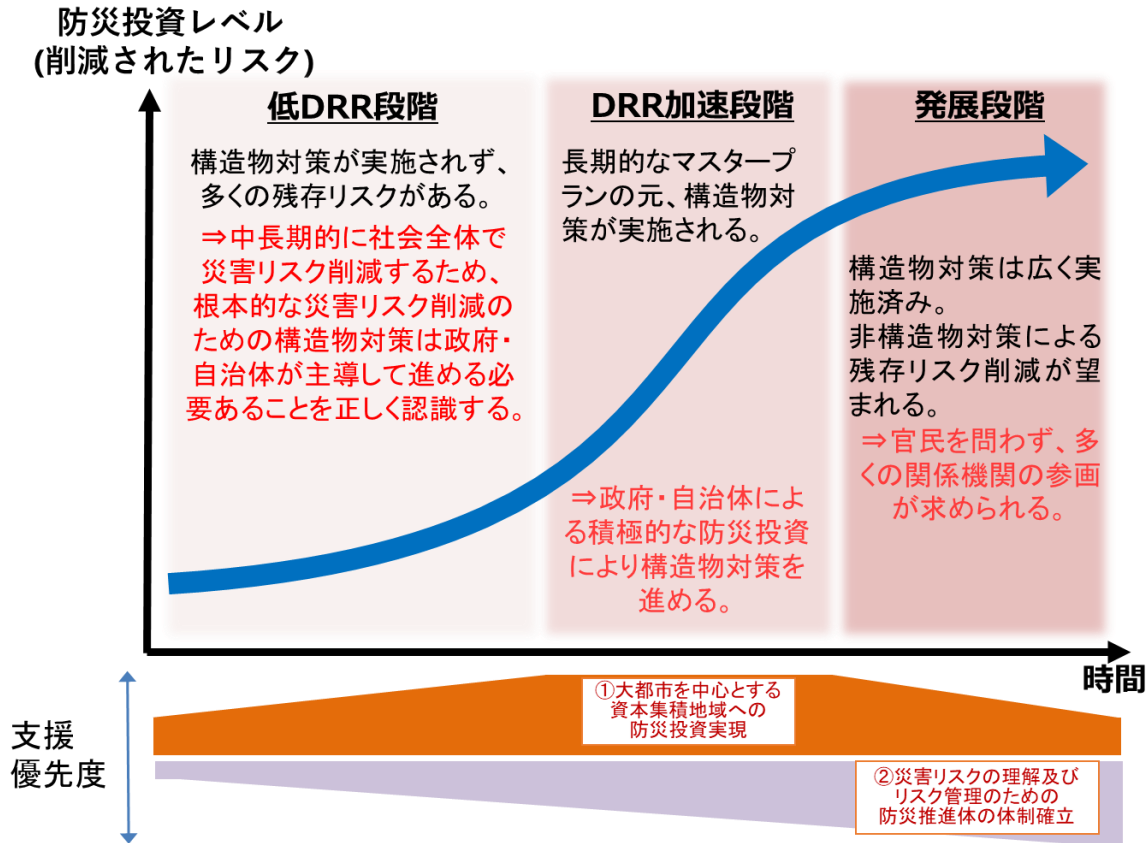 防災投資レベル
(削減されたリスク)
低DRR段階
構造物対策が実施されず、
多くの残存リスクがある。
⇒中長期的に社会全体で
災害リスク削減するため、
根本的な災害リスク削減の
ための構造物対策は政府・
自治体が主導して進める必
要あることを正しく認識する。
DRR加速段階
長期的なマスタープ
ランの元、構造物対
策が実施される。
⇒政府・自治体によ
る積極的な防災投資
により構造物対策を
進める。
発展段階
構造物対策は広く実
施済み。
非構造物対策による
残存リスク削減が望
まれる。
⇒官民を問わず、多
くの関係機関の参画
が求められる。
時間
支援
優先度
①大都市を中心とする
資本集積地域への
防災投資実現
②災害リスクの理解及び
リスク管理のための
防災推進体の体制確立